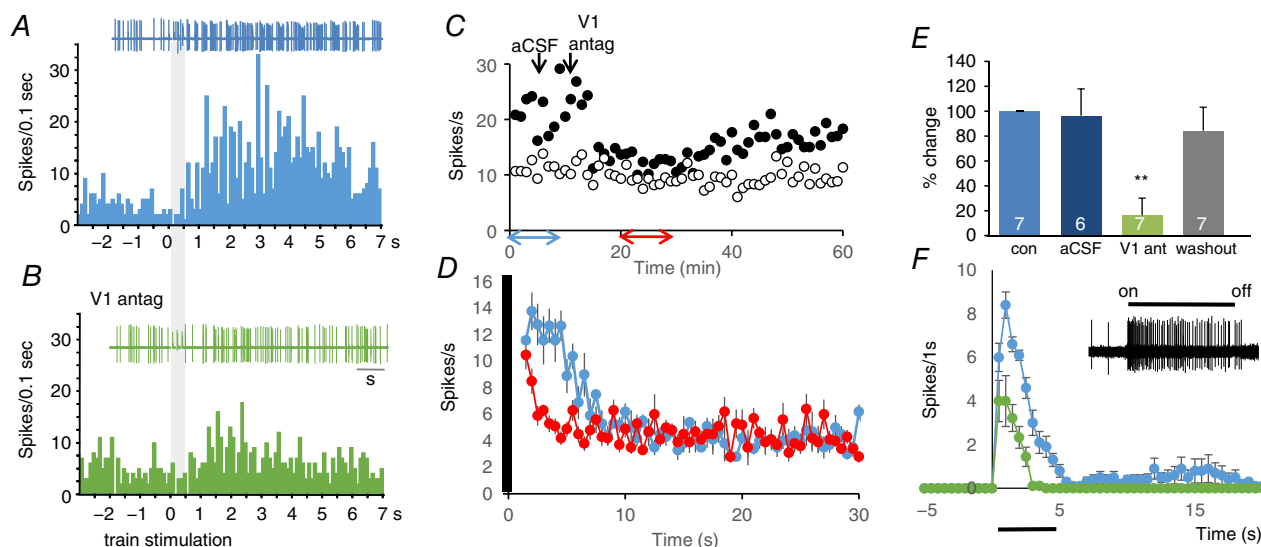 A
Spikes/0.1 sec
30
20
10
0
−2 −1 0 1 2 3 4 5 6 7 s
B
V1 antag
Spikes/0.1 sec
30
20
10
0
s
−2 −1 0 1 2 3 4 5 6 7 s
train stimulation
C
aCSF
V1
antag
Spikes/s
30
20
10
0
0 20 40 60
Time (min)
D
Spikes/s
16
14
12
10
8
6
4
2
0
0 10 20 30
Time (s)
E
% change
140
120
100
80
60
40
20
0
**
7 6 7 7
con aCSF V1 ant washout
F
Spikes/1s
10
8
6
4
2
0
on off
−5 5 15
Time (s)